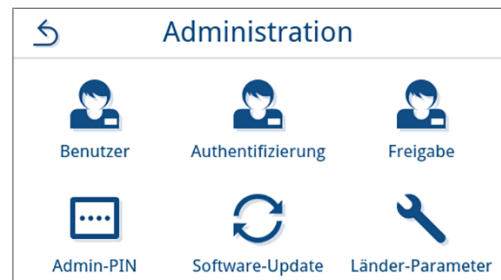 Administration
Benutzer Authentifizierung Freigabe
Admin-PIN Software-Update Länder-Parameter